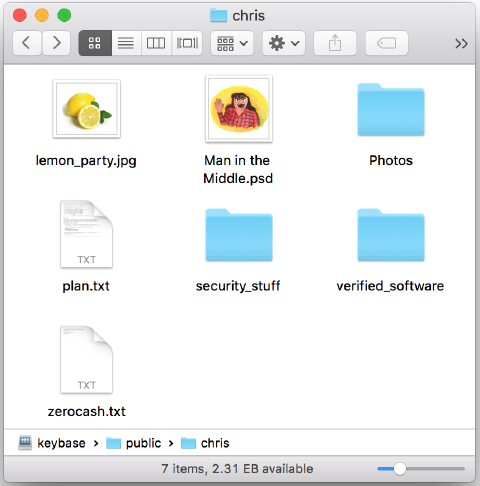 chris
lemon_party.jpg
Man in the
Middle.psd
Photos
TXT
plan.txt
security_stuff
verified_software
TXT
zerocash.txt
keybase › public › chris
7 items, 2.31 EB available